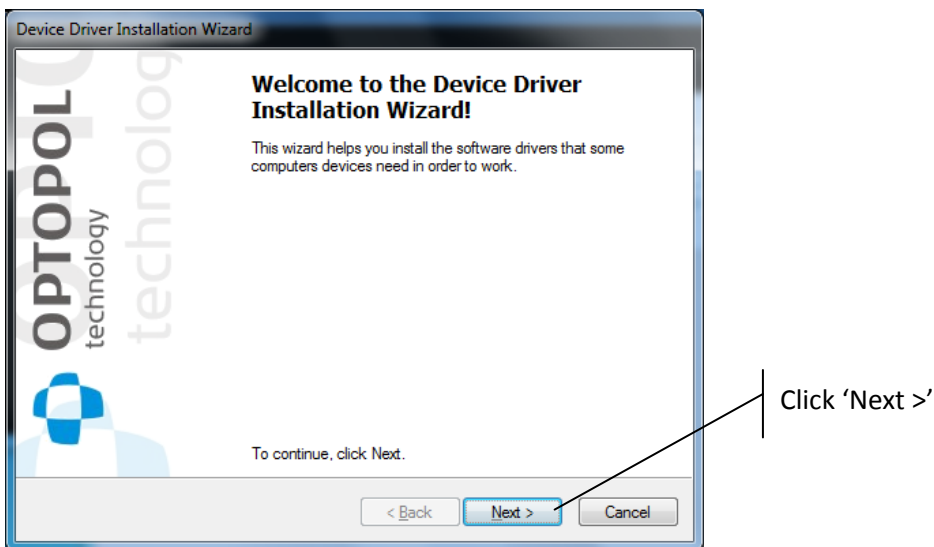 Device Driver Installation Wizard
OPTOPOL
technology
technolog
Welcome to the Device Driver
Installation Wizard!
This wizard helps you install the software drivers that some
computers devices need in order to work.
To continue, click Next.
< Back
Next >
Cancel
Click ‘Next >’